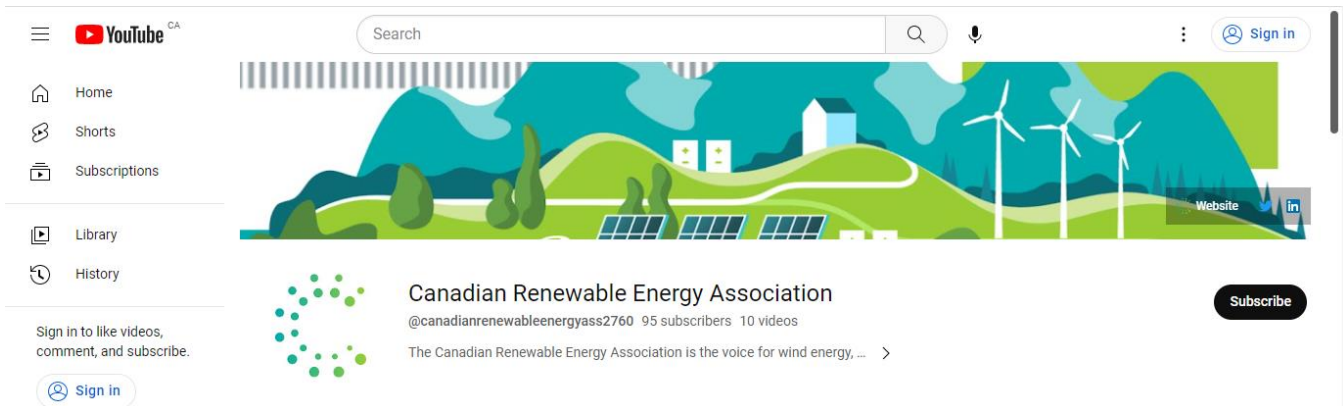 YouTube CA
Search
Sign in
Home
Shorts
Subscriptions
Library
History
Sign in to like videos,
comment, and subscribe.
Sign in
Website
Canadian Renewable Energy Association
@canadianrenewableenergyass2760 95 subscribers 10 videos
The Canadian Renewable Energy Association is the voice for wind energy, ...
Subscribe